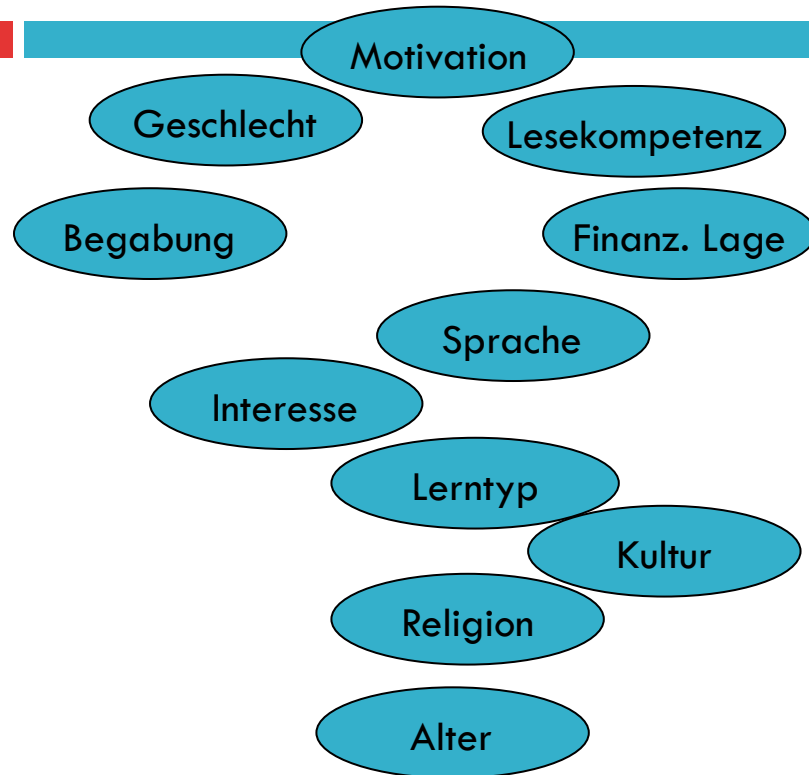 Motivation
Geschlecht
Lesekompetenz
Begabung
Finanz. Lage
Sprache
Interesse
Lerntyp
Kultur
Religion
Alter